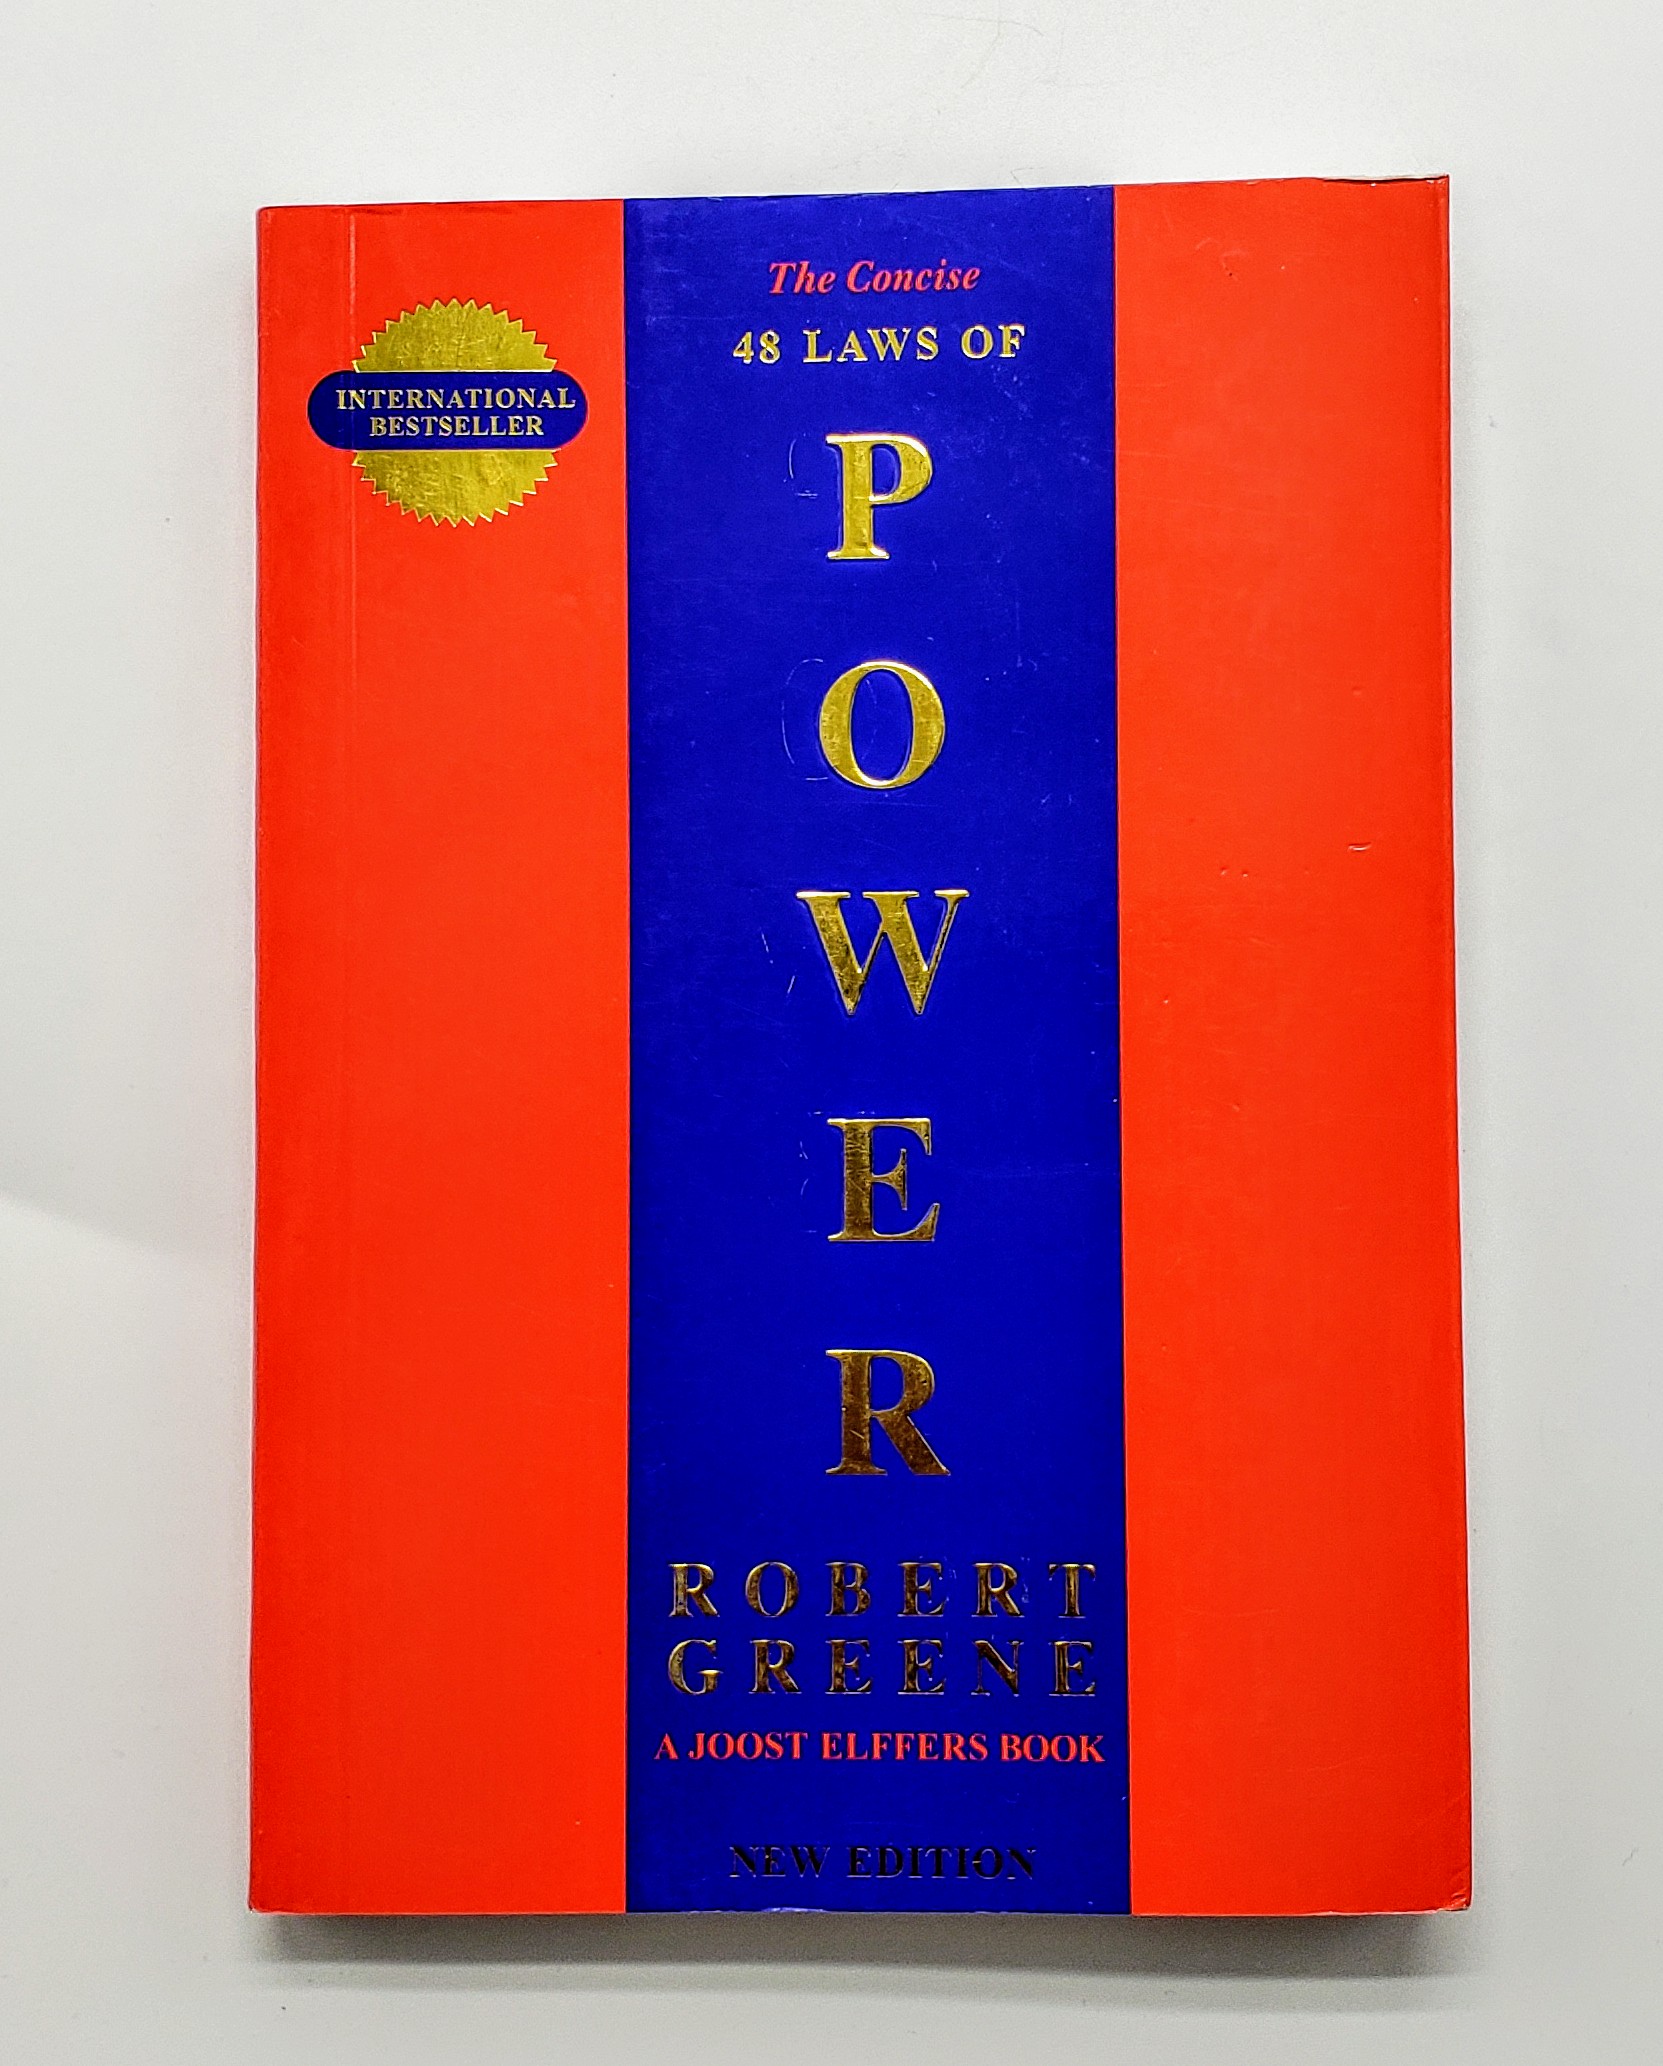 The Concise
48 LAWS OF
INTERNATIONAL
BESTSELLER
P
O
W
E
R
ROBERT
GREENE
A JOOST ELFFERS BOOK
NEW EDITION